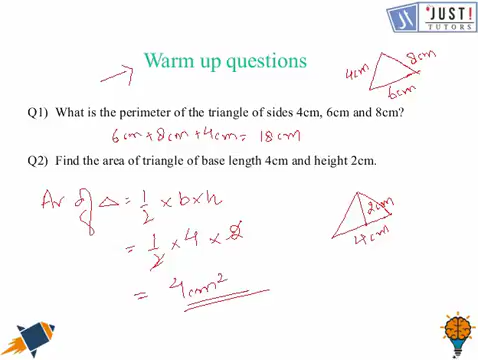 JT "JUST!
TUTORS
Warm up questions
4cm 8cm
6cm
Q1) What is the perimeter of the triangle of sides 4cm, 6cm and 8cm?
6cm + 8cm + 4cm = 18cm
Q2) Find the area of triangle of base length 4cm and height 2cm.
Ar of △ = 1/2 × b × h
2cm
4cm
= 1/2 × 4 × 2
= 4cm²